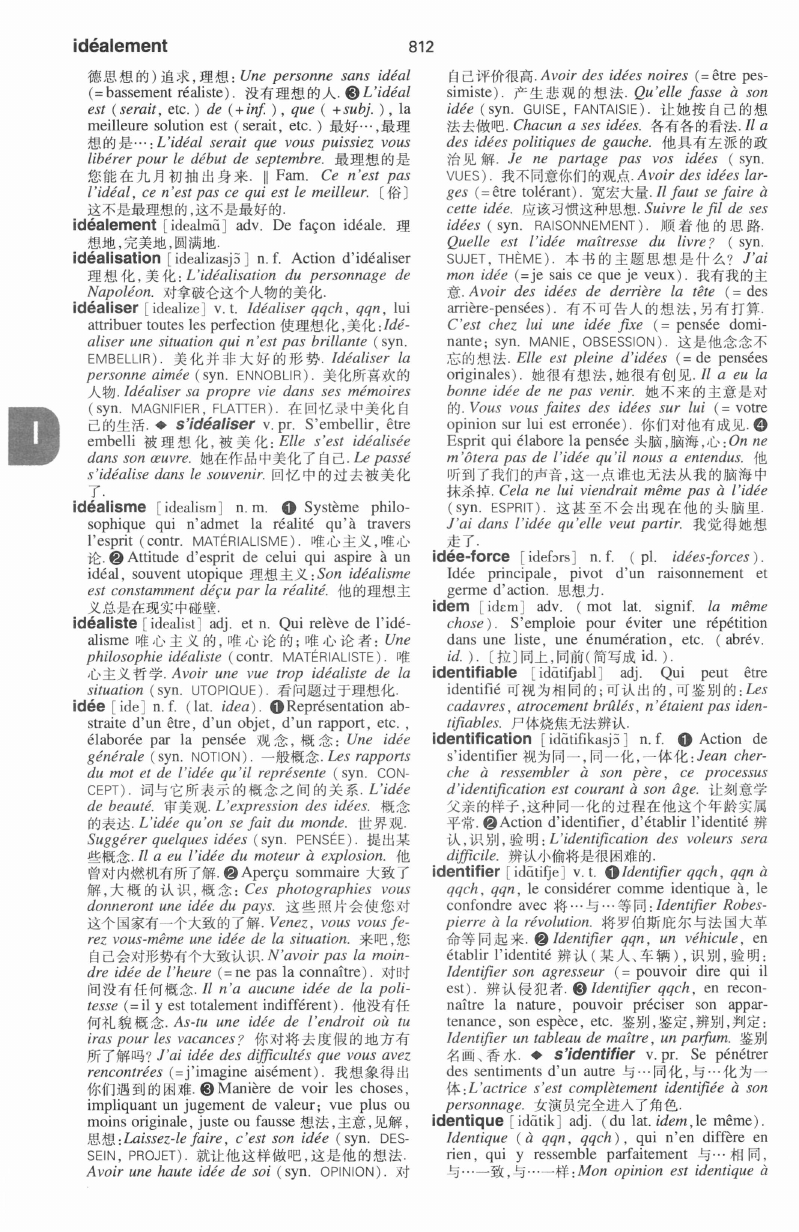 idéalement 812
德思想的) 追求, 理想: Une personne sans idéal
(= bassement réaliste). 没有理想的人. ❸ L'idéal
est (serait, etc. ) de (+inf. ), que ( +subj. ), la
meilleure solution est ( serait, etc. ) 最好…, 最理
想的是…: L'idéal serait que vous puissiez vous
libérer pour le début de septembre. 最理想的是
您能在九月初抽出身来. ‖ Fam. Ce n'est pas
l'idéal, ce n'est pas ce qui est le meilleur. 〔俗〕
这不是最理想的, 这不是最好的.
idéalement [idealmɑ̃] adv. De façon idéale. 理
想地, 完美地, 圆满地.
idéalisation [idealizasjɔ̃] n. f. Action d'idéaliser
理想化, 美化: L'idéalisation du personnage de
Napoléon. 对拿破仑这个人物的美化.
idéaliser [idealize] v. t. Idéaliser qqch, qqn, lui
attribuer toutes les perfection 使理想化, 美化: Idé-
aliser une situation qui n'est pas brillante (syn.
EMBELLIR). 美化并非大好的形势. Idéaliser la
personne aimée (syn. ENNOBLIR). 美化所喜欢的
人物. Idéaliser sa propre vie dans ses mémoires
(syn. MAGNIFIER, FLATTER). 在回忆录中美化自
己的生活. ◆ s'idéaliser v. pr. S'embellir, être
embelli 被理想化, 被美化: Elle s'est idéalisée
dans son œuvre. 她在作品中美化了自己. Le passé
s'idéalise dans le souvenir. 回忆中的过去被美化
了.
idéalisme [idealism] n. m. ❶ Système philo-
sophique qui n'admet la réalité qu'à travers
l'esprit (contr. MATÉRIALISME). 唯心主义, 唯心
论. ❷ Attitude d'esprit de celui qui aspire à un
idéal, souvent utopique 理想主义: Son idéalisme
est constamment déçu par la réalité. 他的理想主
义总是在现实中碰壁.
idéaliste [idealist] adj. et n. Qui relève de l'idé-
alisme 唯心主义的, 唯心论的; 唯心论者: Une
philosophie idéaliste (contr. MATÉRIALISTE). 唯
心主义哲学. Avoir une vue trop idéaliste de la
situation (syn. UTOPIQUE). 看问题过于理想化.
idée [ide] n. f. (lat. idea). ❶ Représentation ab-
straite d'un être, d'un objet, d'un rapport, etc. ,
élaborée par la pensée 观念, 概念: Une idée
générale (syn. NOTION). 一般概念. Les rapports
du mot et de l'idée qu'il représente (syn. CON-
CEPT). 词与它所表示的概念之间的关系. L'idée
de beauté. 审美观. L'expression des idées. 概念
的表达. L'idée qu'on se fait du monde. 世界观.
Suggérer quelques idées (syn. PENSÉE). 提出某
些概念. Il a eu l'idée du moteur à explosion. 他
曾对内燃机有所了解. ❷ Aperçu sommaire 大致了
解, 大概的认识, 概念: Ces photographies vous
donneront une idée du pays. 这些照片会使您对
这个国家有一个大致的了解. Venez, vous vous fe-
rez vous-même une idée de la situation. 来吧, 您
自己会对形势有个大致认识. N'avoir pas la moin-
dre idée de l'heure (= ne pas la connaître). 对时
间没有任何概念. Il n'a aucune idée de la poli-
tesse (= il y est totalement indifférent). 他没有任
何礼貌概念. As-tu une idée de l'endroit où tu
iras pour les vacances? 你对将去度假的地方有
所了解吗? J'ai idée des difficultés que vous avez
rencontrées (= j'imagine aisément). 我想象得出
你们遇到的困难. ❸ Manière de voir les choses,
impliquant un jugement de valeur; vue plus ou
moins originale, juste ou fausse 想法, 主意, 见解,
思想: Laissez-le faire, c'est son idée (syn. DES-
SEIN, PROJET). 就让他这样做吧, 这是他的想法.
Avoir une haute idée de soi (syn. OPINION). 对
I
自己评价很高. Avoir des idées noires (= être pes-
simiste). 产生悲观的想法. Qu'elle fasse à son
idée (syn. GUISE, FANTAISIE). 让她按自己的想
法去做吧. Chacun a ses idées. 各有各的看法. Il a
des idées politiques de gauche. 他具有左派的政
治见解. Je ne partage pas vos idées ( syn.
VUES). 我不同意你们的观点. Avoir des idées lar-
ges (= être tolérant). 宽宏大量. Il faut se faire à
cette idée. 应该习惯这种思想. Suivre le fil de ses
idées ( syn. RAISONNEMENT). 顺着他的思路.
Quelle est l'idée maîtresse du livre? ( syn.
SUJET, THÈME). 本书的主题思想是什么? J'ai
mon idée (= je sais ce que je veux). 我有我的主
意. Avoir des idées de derrière la tête (= des
arrière-pensées). 有不可告人的想法, 另有打算.
C'est chez lui une idée fixe (= pensée domi-
nante; syn. MANIE, OBSESSION). 这是他念念不
忘的想法. Elle est pleine d'idées (= de pensées
originales). 她很有想法, 她很有创见. Il a eu la
bonne idée de ne pas venir. 她不来的主意是对
的. Vous vous faites des idées sur lui (= votre
opinion sur lui est erronée). 你们对他有成见. ❹
Esprit qui élabore la pensée 头脑, 脑海, 心: On ne
m'ôtera pas de l'idée qu'il nous a entendus. 他
听到了我们的声音, 这一点谁也无法从我的脑海中
抹杀掉. Cela ne lui viendrait même pas à l'idée
(syn. ESPRIT). 这甚至不会出现在他的头脑里.
J'ai dans l'idée qu'elle veut partir. 我觉得她想
走了.
idée-force [idefɔrs] n. f. ( pl. idées-forces).
Idée principale, pivot d'un raisonnement et
germe d'action. 思想力.
idem [idɛm] adv. ( mot lat. signif. la même
chose). S'emploie pour éviter une répétition
dans une liste, une énumération, etc. ( abrév.
id. ). [拉]同上, 同前(简写成 id. ).
identifiable [idɑ̃tifjabl] adj. Qui peut être
identifié 可视为相同的; 可认出的, 可鉴别的: Les
cadavres, atrocement brûlés, n'étaient pas iden-
tifiables. 尸体烧焦无法辨认.
identification [idɑ̃tifikasjɔ̃] n. f. ❶ Action de
s'identifier 视为同一, 同一化, 一体化: Jean cher-
che à ressembler à son père, ce processus
d'identification est courant à son âge. 让刻意学
父亲的样子, 这种同一化的过程在他这个年龄实属
平常. ❷ Action d'identifier, d'établir l'identité 辨
认, 识别, 验明: L'identification des voleurs sera
difficile. 辨认小偷将是很困难的.
identifier [idɑ̃tifje] v. t. ❶ Identifier qqch, qqn à
qqch, qqn, le considérer comme identique à, le
confondre avec 将…与…等同: Identifier Robes-
pierre à la révolution. 将罗伯斯庇尔与法国大革
命等同起来. ❷ Identifier qqn, un véhicule, en
établir l'identité 辨认(某人、车辆), 识别, 验明:
Identifier son agresseur (= pouvoir dire qui il
est). 辨认侵犯者. ❸ Identifier qqch, en recon-
naître la nature, pouvoir préciser son appar-
tenance, son espèce, etc. 鉴别, 鉴定, 辨别, 判定:
Identifier un tableau de maître, un parfum. 鉴别
名画、香水. ◆ s'identifier v. pr. Se pénétrer
des sentiments d'un autre 与…同化, 与…化为一
体: L'actrice s'est complètement identifiée à son
personnage. 女演员完全进入了角色.
identique [idɑ̃tik] adj. (du lat. idem, le même).
Identique (à qqn, qqch), qui n'en diffère en
rien, qui y ressemble parfaitement 与…相同,
与…一致, 与…一样: Mon opinion est identique à